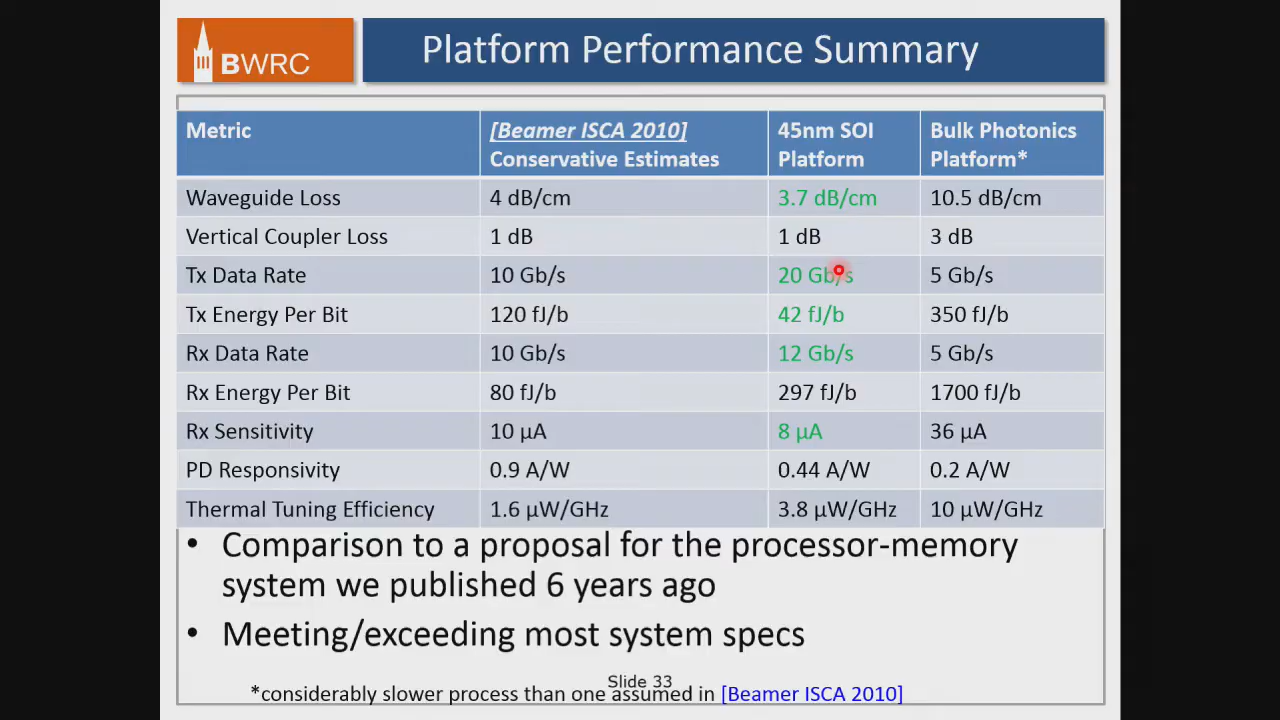 BWRC
Platform Performance Summary
Metric
[Beamer ISCA 2010]
Conservative Estimates
45nm SOI
Platform
Bulk Photonics
Platform*
Waveguide Loss 4 dB/cm 3.7 dB/cm 10.5 dB/cm
Vertical Coupler Loss 1 dB 1 dB 3 dB
Tx Data Rate 10 Gb/s 20 Gb/s 5 Gb/s
Tx Energy Per Bit 120 fJ/b 42 fJ/b 350 fJ/b
Rx Data Rate 10 Gb/s 12 Gb/s 5 Gb/s
Rx Energy Per Bit 80 fJ/b 297 fJ/b 1700 fJ/b
Rx Sensitivity 10 µA 8 µA 36 µA
PD Responsivity 0.9 A/W 0.44 A/W 0.2 A/W
Thermal Tuning Efficiency 1.6 µW/GHz 3.8 µW/GHz 10 µW/GHz
• Comparison to a proposal for the processor-memory
system we published 6 years ago
• Meeting/exceeding most system specs
Slide 33
*considerably slower process than one assumed in [Beamer ISCA 2010]